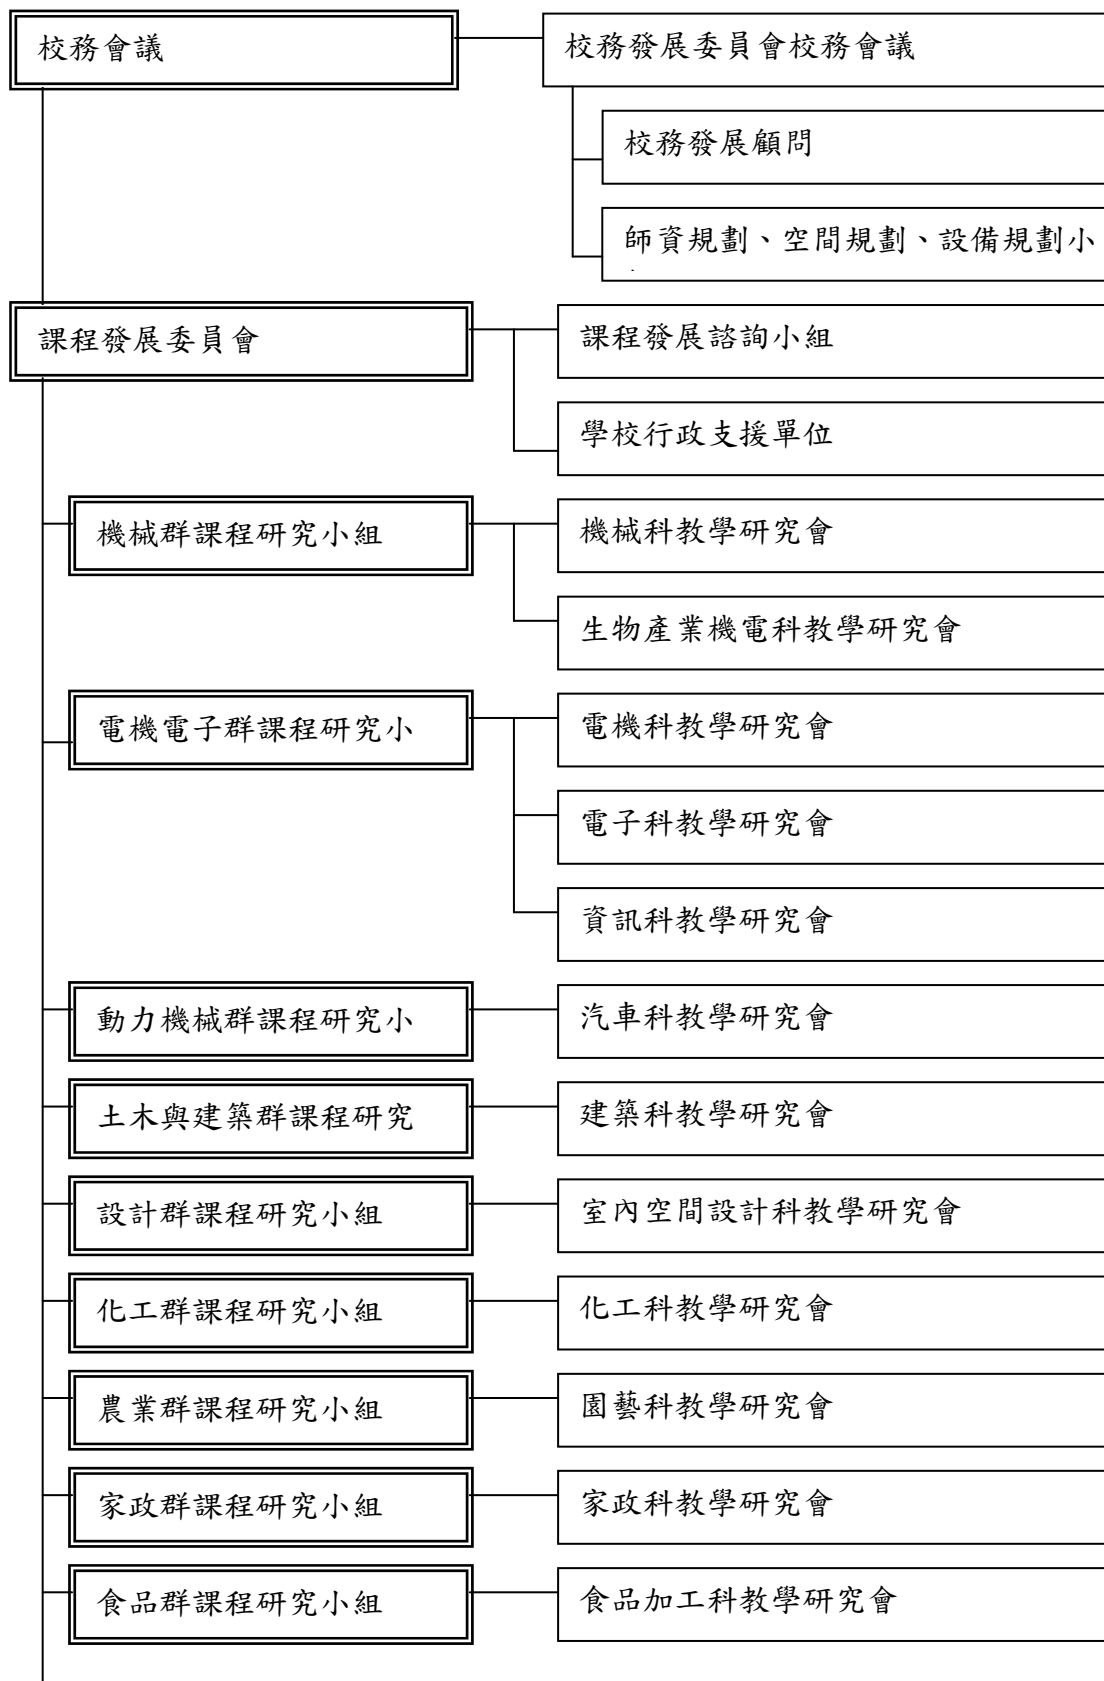 校務會議
校務發展委員會校務會議
校務發展顧問
師資規劃、空間規劃、設備規劃小
課程發展委員會
課程發展諮詢小組
學校行政支援單位
機械群課程研究小組
機械科教學研究會
生物產業機電科教學研究會
電機電子群課程研究小
電機科教學研究會
電子科教學研究會
資訊科教學研究會
動力機械群課程研究小
汽車科教學研究會
土木與建築群課程研究
建築科教學研究會
設計群課程研究小組
室內空間設計科教學研究會
化工群課程研究小組
化工科教學研究會
農業群課程研究小組
園藝科教學研究會
家政群課程研究小組
家政科教學研究會
食品群課程研究小組
食品加工科教學研究會